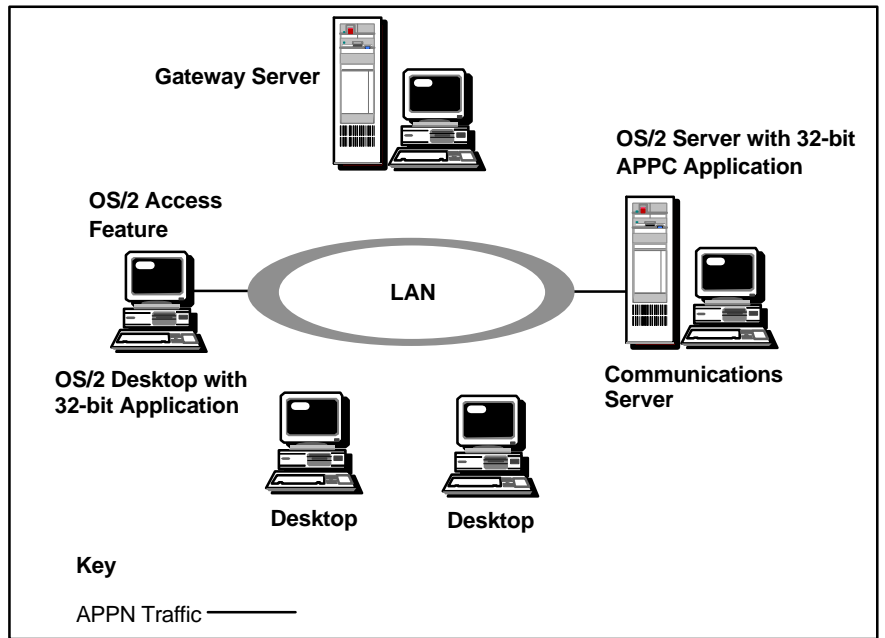 Gateway Server
OS/2 Server with 32-bit
APPC Application
OS/2 Access
Feature
LAN
OS/2 Desktop with
32-bit Application
Communications
Server
Desktop
Desktop
Key
APPN Traffic